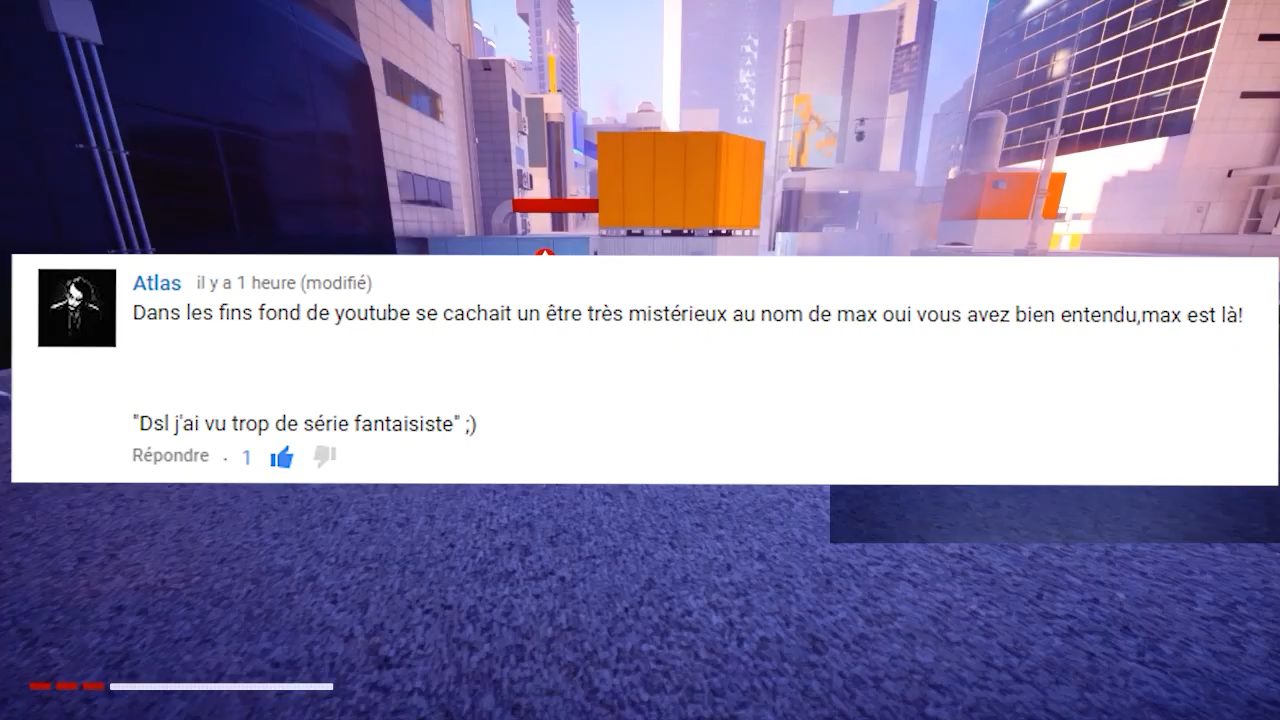 Atlas il y a 1 heure (modifié)
Dans les fins fond de youtube se cachait un être très mistérieux au nom de max oui vous avez bien entendu,max est là!
"Dsl j'ai vu trop de série fantaisiste" ;)
Répondre · 1